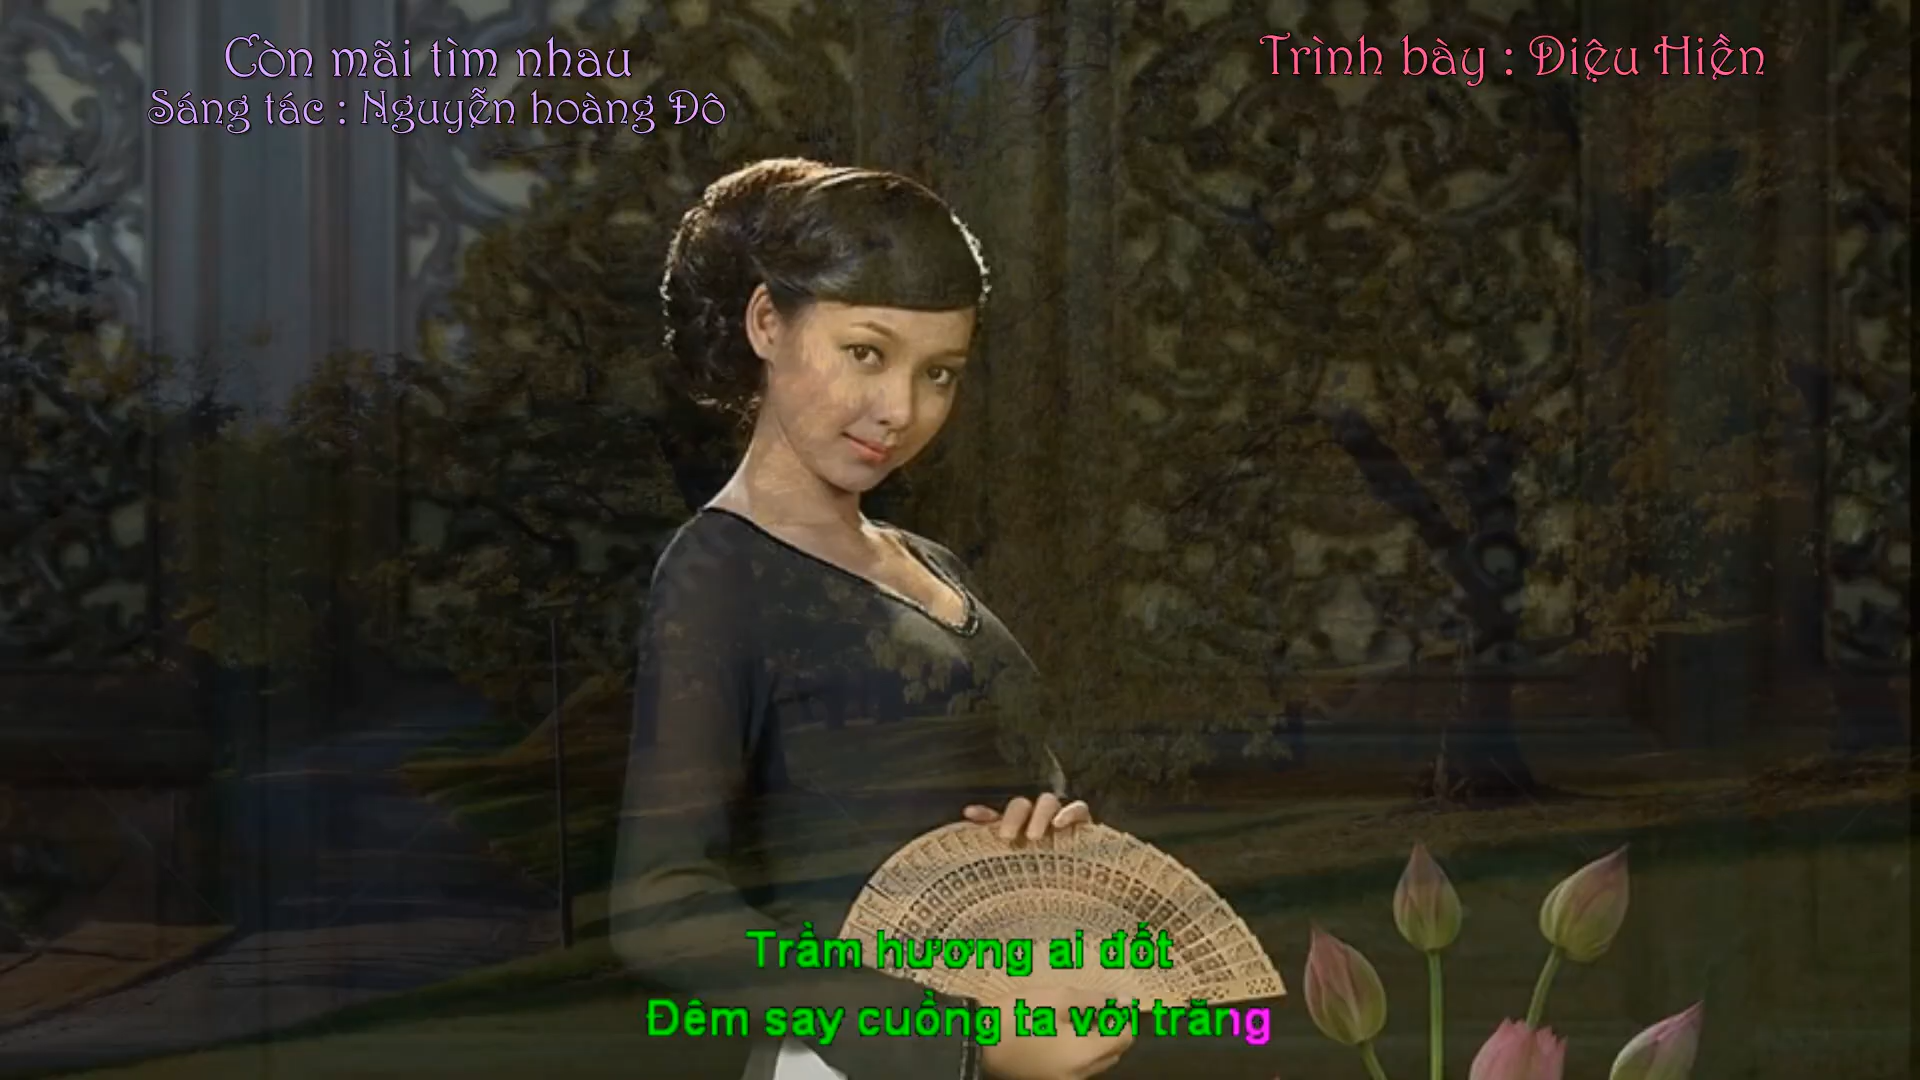 Còn mãi tìm nhau
Sáng tác : Nguyễn hoàng Đô
Trình bày : Diệu Hiền
Trầm hương ai đốt
Đêm say cuồng ta với trăng